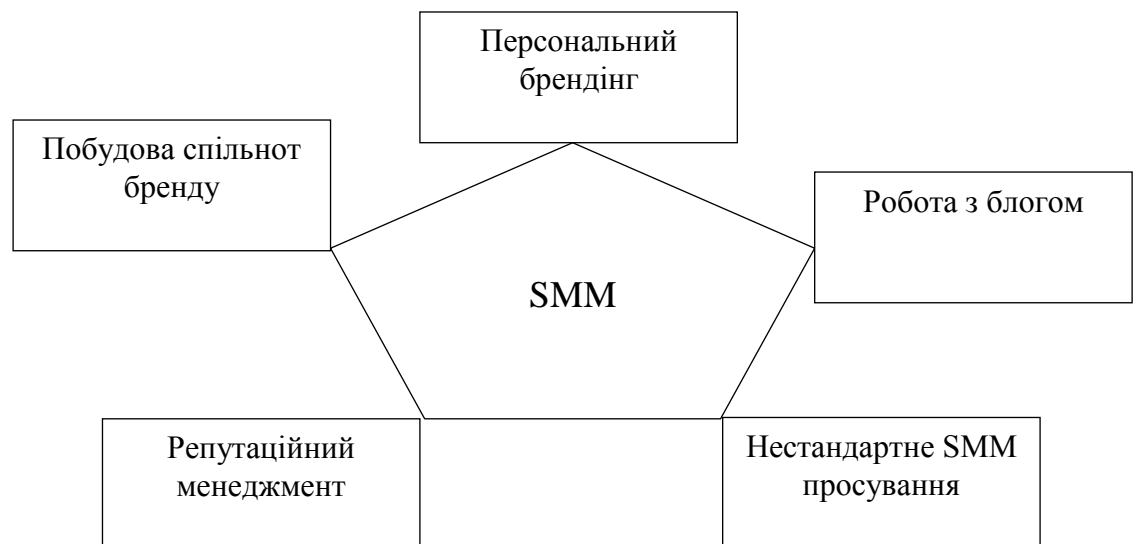 Персональний
брендінг
Побудова спільнот
бренду
Робота з блогом
SMM
Репутаційний
менеджмент
Нестандартне SMM
просування